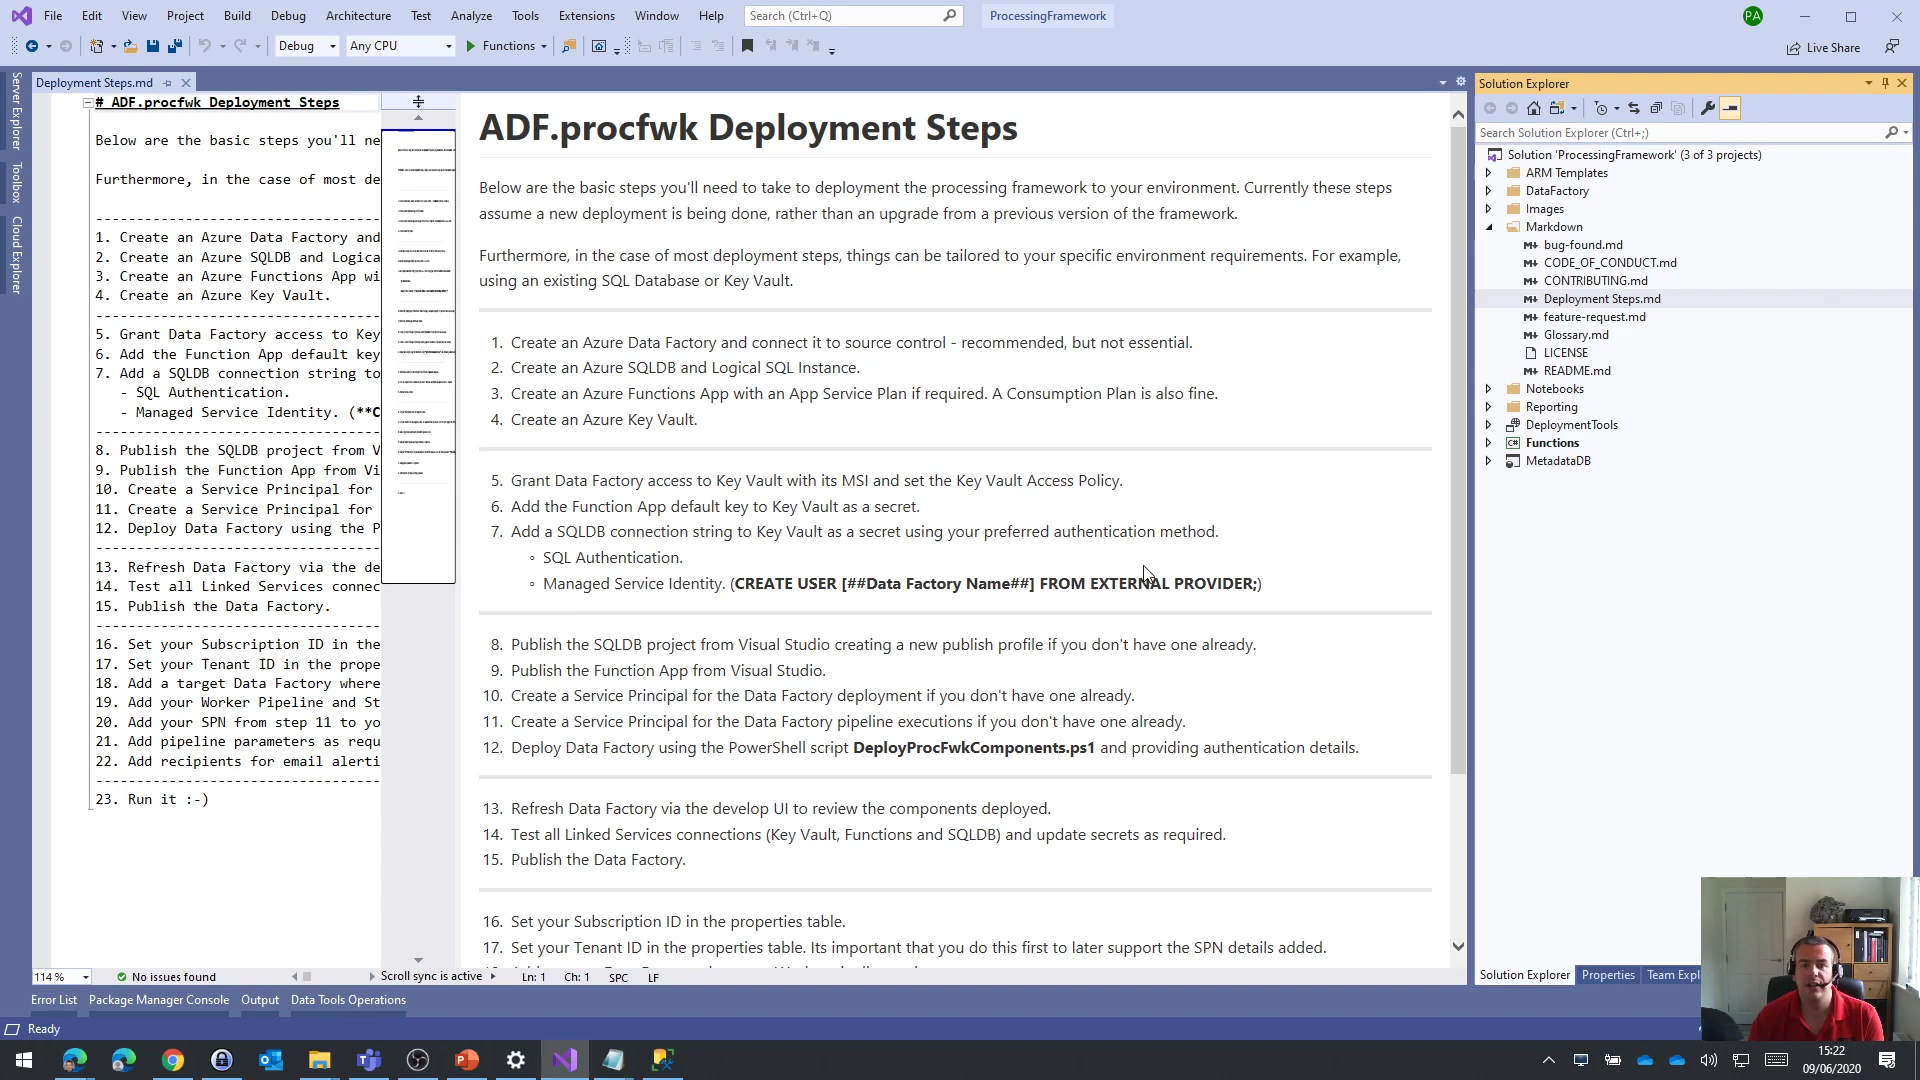 File Edit View Project Build Debug Architecture Test Analyze Tools Extensions Window Help Search (Ctrl+Q) ProcessingFramework PA
Debug Any CPU Functions Live Share
Server Explorer
Toolbox
Cloud Explorer
Deployment Steps.md
# ADF.procfwk Deployment Steps
Below are the basic steps you'll ne
Furthermore, in the case of most de
-----------------------------------
1. Create an Azure Data Factory and
2. Create an Azure SQLDB and Logica
3. Create an Azure Functions App wi
4. Create an Azure Key Vault.
-----------------------------------
5. Grant Data Factory access to Key
6. Add the Function App default key
7. Add a SQLDB connection string to
- SQL Authentication.
- Managed Service Identity. (**C
-----------------------------------
8. Publish the SQLDB project from V
9. Publish the Function App from Vi
10. Create a Service Principal for
11. Create a Service Principal for
12. Deploy Data Factory using the P
-----------------------------------
13. Refresh Data Factory via the de
14. Test all Linked Services connec
15. Publish the Data Factory.
-----------------------------------
16. Set your Subscription ID in the
17. Set your Tenant ID in the prope
18. Add a target Data Factory where
19. Add your Worker Pipeline and St
20. Add your SPN from step 11 to yo
21. Add pipeline parameters as requ
22. Add recipients for email alerti
-----------------------------------
23. Run it :-)
ADF.procfwk Deployment Steps
Below are the basic steps you'll need to take to deployment the processing framework to your environment. Currently these steps
assume a new deployment is being done, rather than an upgrade from a previous version of the framework.
Furthermore, in the case of most deployment steps, things can be tailored to your specific environment requirements. For example,
using an existing SQL Database or Key Vault.
1. Create an Azure Data Factory and connect it to source control - recommended, but not essential.
2. Create an Azure SQLDB and Logical SQL Instance.
3. Create an Azure Functions App with an App Service Plan if required. A Consumption Plan is also fine.
4. Create an Azure Key Vault.
5. Grant Data Factory access to Key Vault with its MSI and set the Key Vault Access Policy.
6. Add the Function App default key to Key Vault as a secret.
7. Add a SQLDB connection string to Key Vault as a secret using your preferred authentication method.
◦ SQL Authentication.
◦ Managed Service Identity. (CREATE USER [##Data Factory Name##] FROM EXTERNAL PROVIDER;)
8. Publish the SQLDB project from Visual Studio creating a new publish profile if you don't have one already.
9. Publish the Function App from Visual Studio.
10. Create a Service Principal for the Data Factory deployment if you don't have one already.
11. Create a Service Principal for the Data Factory pipeline executions if you don't have one already.
12. Deploy Data Factory using the PowerShell script DeployProcFwkComponents.ps1 and providing authentication details.
13. Refresh Data Factory via the develop UI to review the components deployed.
14. Test all Linked Services connections (Key Vault, Functions and SQLDB) and update secrets as required.
15. Publish the Data Factory.
16. Set your Subscription ID in the properties table.
17. Set your Tenant ID in the properties table. Its important that you do this first to later support the SPN details added.
Solution Explorer
Search Solution Explorer (Ctrl+;)
Solution 'ProcessingFramework' (3 of 3 projects)
ARM Templates
DataFactory
Images
Markdown
bug-found.md
CODE_OF_CONDUCT.md
CONTRIBUTING.md
Deployment Steps.md
feature-request.md
Glossary.md
LICENSE
README.md
Notebooks
Reporting
DeploymentTools
Functions
MetadataDB
Solution Explorer Properties Team Expl
114 % No issues found Scroll sync is active Ln: 1 Ch: 1 SPC LF
Error List Package Manager Console Output Data Tools Operations
Ready
15:22
09/06/2020